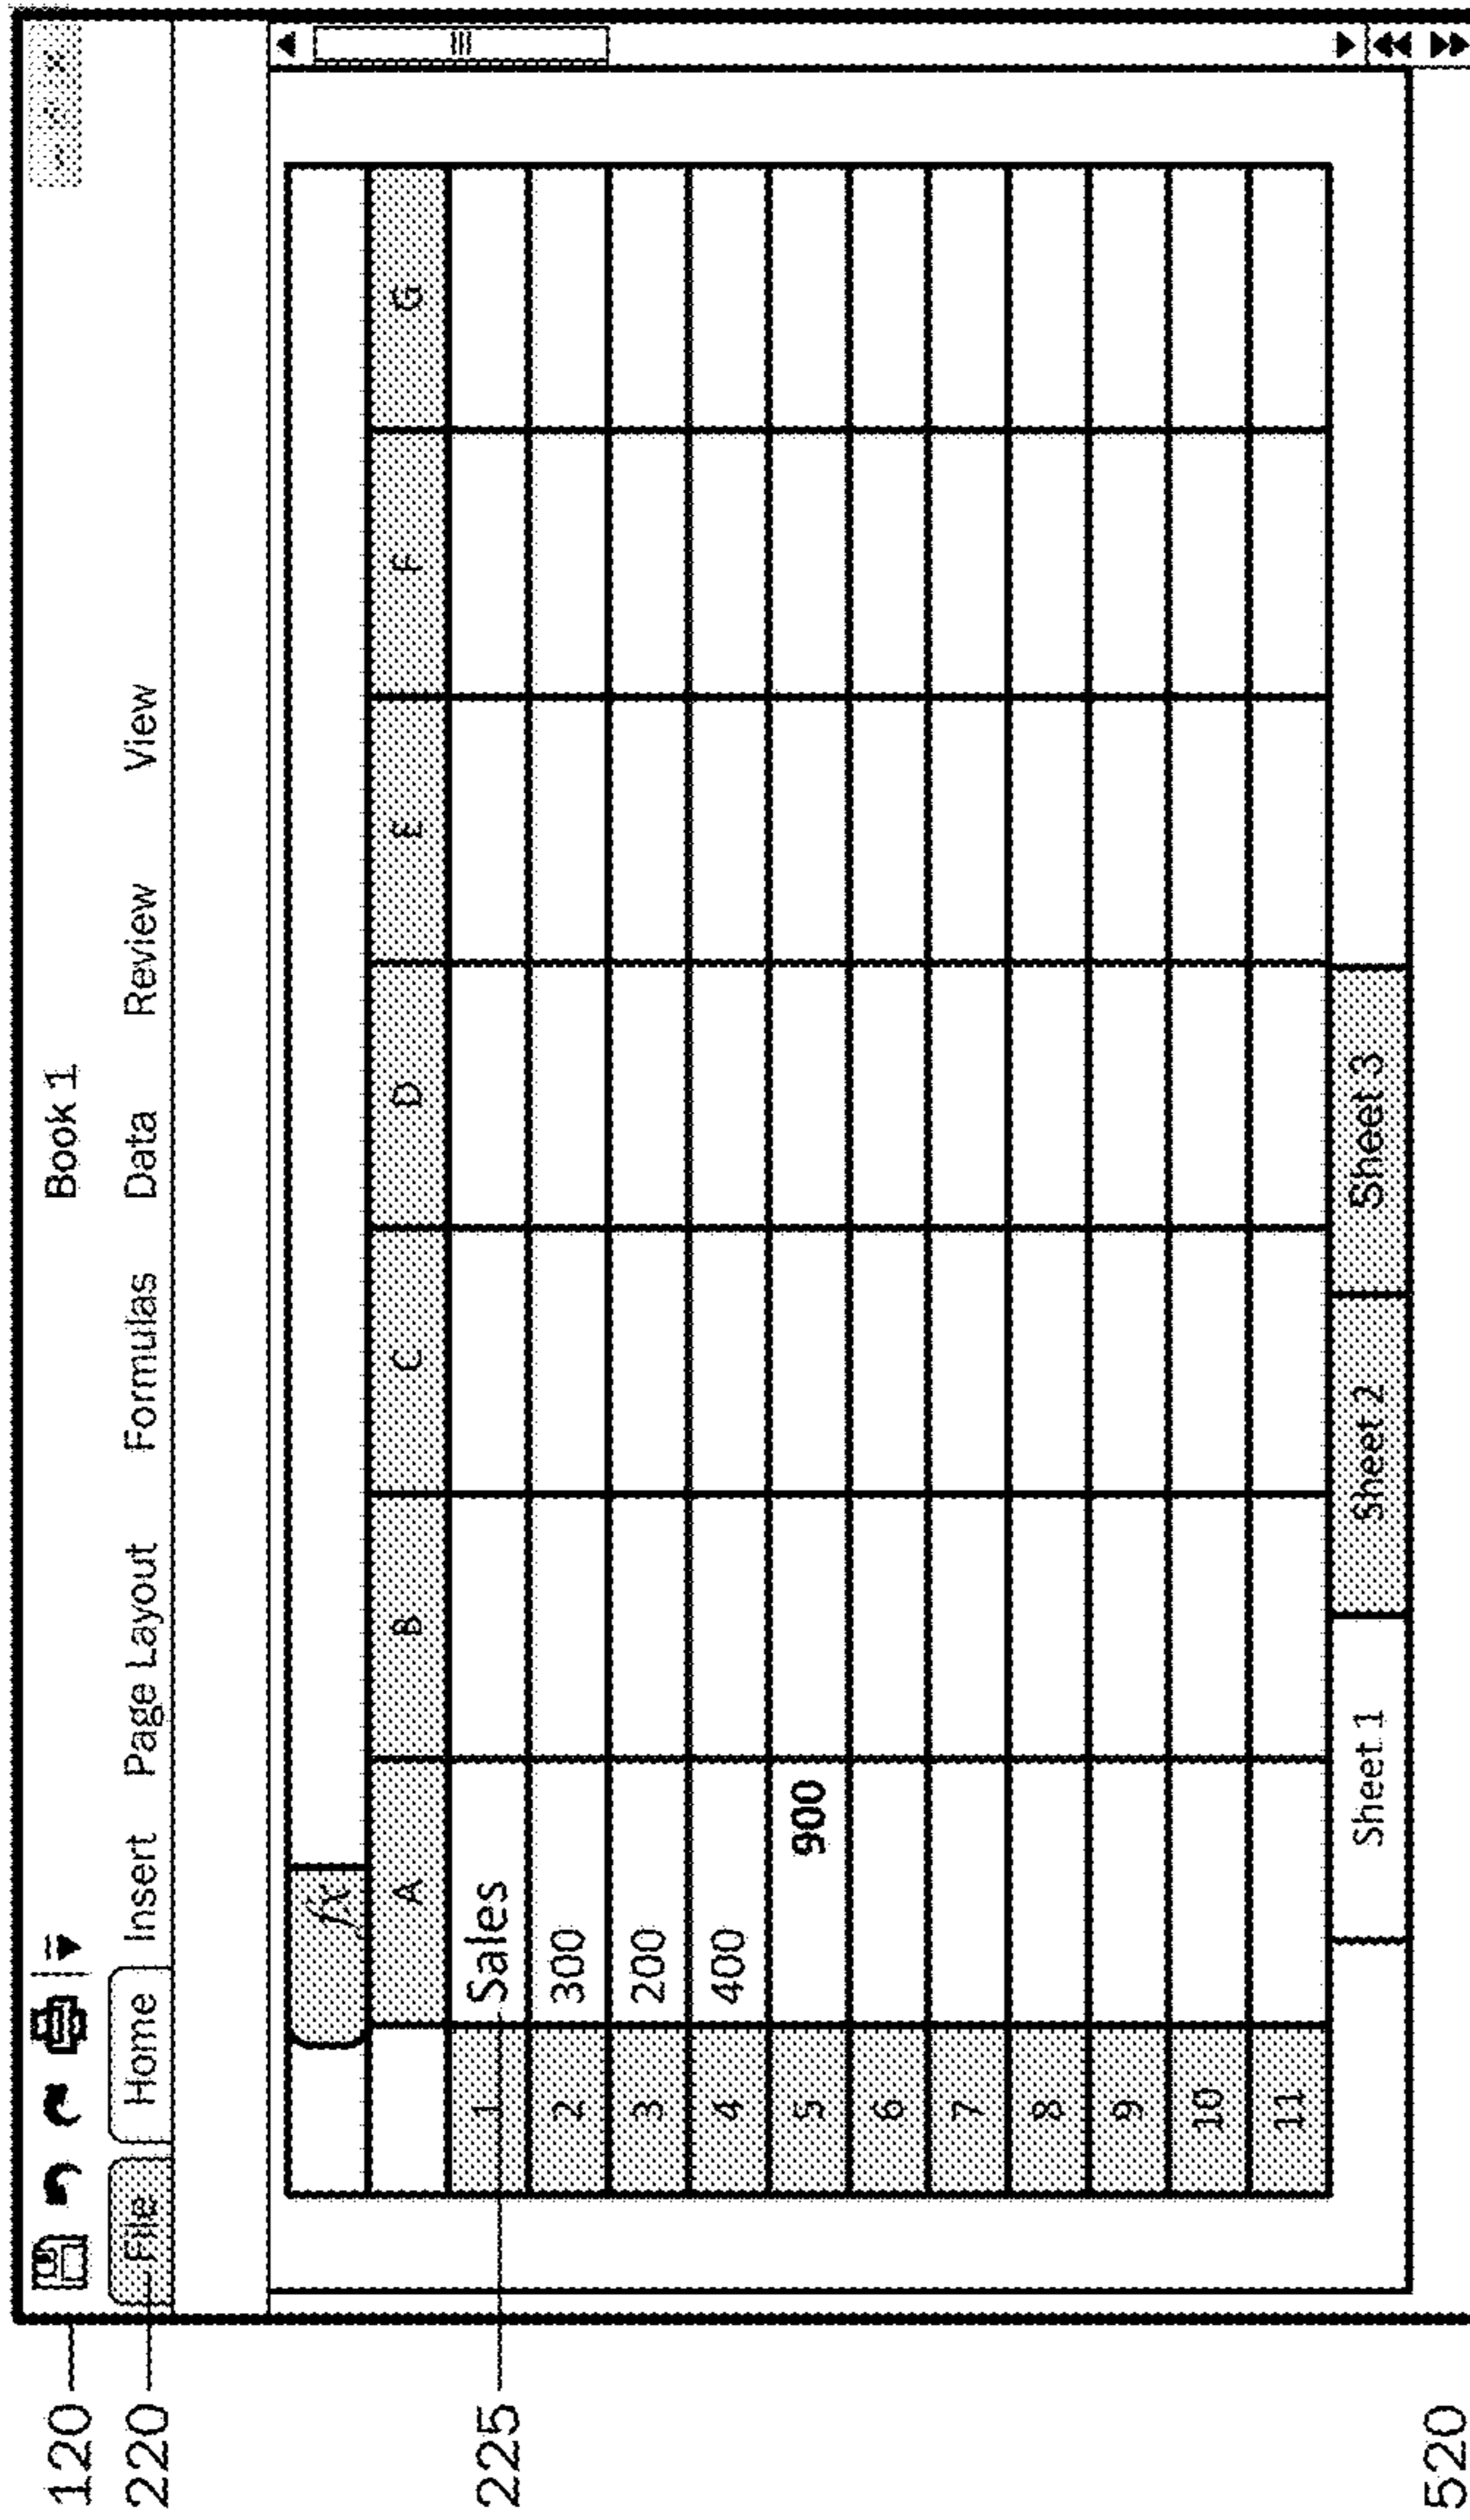 120
Book 1
220
File Home Insert Page Layout Formulas Data Review View
fx
A B C D E F G
225
1 Sales
2 300
3 200
4 400
5 900
6
7
8
9
10
11
Sheet 1 Sheet 2 Sheet 3
520